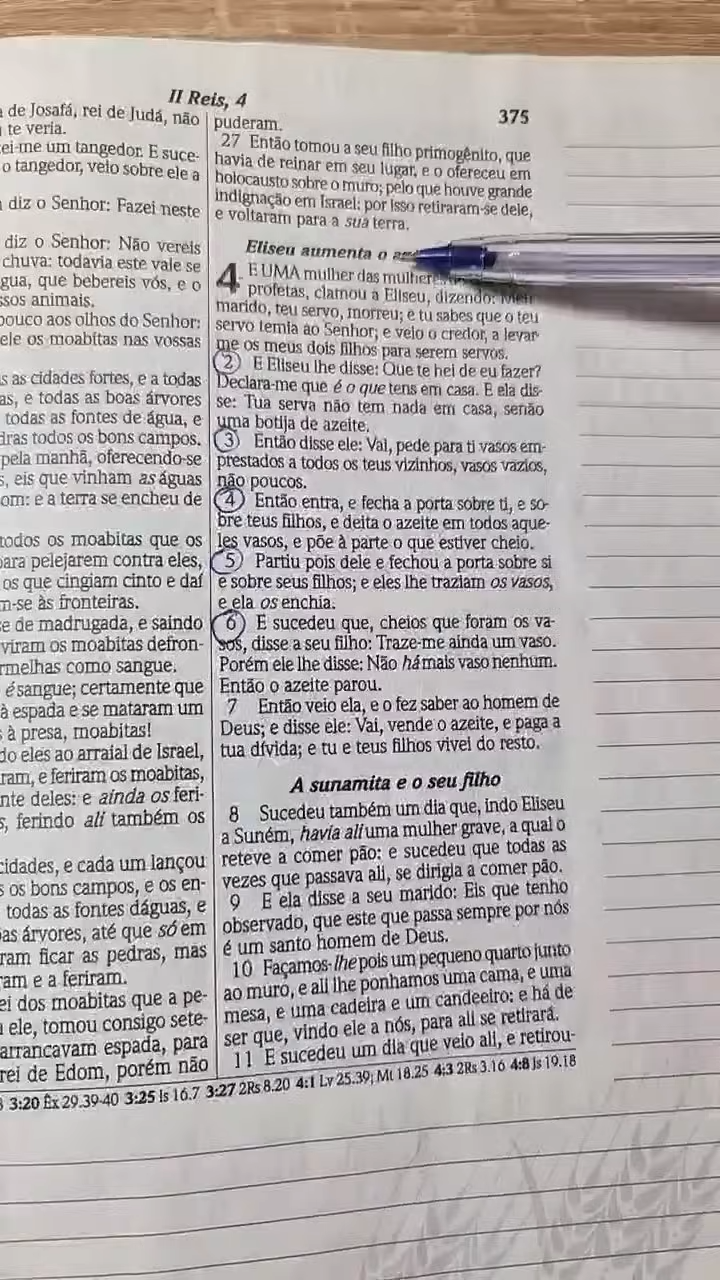 II Reis, 4
375
de Josafá, rei de Judá, não
te veria.
ei-me um tangedor. E suce-
o tangedor, veio sobre ele a
diz o Senhor: Fazei neste
diz o Senhor: Não vereis
chuva: todavia este vale se
gua, que bebereis vós, e o
ssos animais.
pouco aos olhos do Senhor:
ele os moabitas nas vossas
s as cidades fortes, e a todas
as, e todas as boas árvores
todas as fontes de água, e
dras todos os bons campos.
pela manhã, oferecendo-se
s, eis que vinham as águas
om: e a terra se encheu de
todos os moabitas que os
para pelejarem contra eles,
os que cingiam cinto e daí
m-se às fronteiras.
e de madrugada, e saindo
viram os moabitas defron-
rmelhas como sangue.
é sangue; certamente que
à espada e se mataram um
à presa, moabitas!
do eles ao arraial de Israel,
ram, e feriram os moabitas,
nte deles: e ainda os feri-
s, ferindo ali também os
cidades, e cada um lançou
s os bons campos, e os en-
todas as fontes dáguas, e
as árvores, até que só em
ram ficar as pedras, mas
ram e a feriram.
ei dos moabitas que a pe-
ele, tomou consigo sete-
arrancavam espada, para
rei de Edom, porém não
puderam.
27 Então tomou a seu filho primogênito, que
havia de reinar em seu lugar, e o ofereceu em
holocausto sobre o muro; pelo que houve grande
indignação em Israel: por isso retiraram-se dele,
e voltaram para a sua terra.
Eliseu aumenta o
4 E UMA mulher das mulheres
profetas, clamou a Eliseu, dizendo: Meu
marido, teu servo, morreu; e tu sabes que o teu
servo temia ao Senhor; e veio o credor, a levar-
me os meus dois filhos para serem servos.
2 E Eliseu lhe disse: Que te hei de eu fazer?
Declara-me que é o que tens em casa. E ela dis-
se: Tua serva não tem nada em casa, senão
uma botija de azeite.
3 Então disse ele: Vai, pede para ti vasos em-
prestados a todos os teus vizinhos, vasos vazios,
não poucos.
4 Então entra, e fecha a porta sobre ti, e so-
bre teus filhos, e deita o azeite em todos aque-
les vasos, e põe à parte o que estiver cheio.
5 Partiu pois dele e fechou a porta sobre si
e sobre seus filhos; e eles lhe traziam os vasos,
e ela os enchia.
6 E sucedeu que, cheios que foram os va-
sos, disse a seu filho: Traze-me ainda um vaso.
Porém ele lhe disse: Não há mais vaso nenhum.
Então o azeite parou.
7 Então veio ela, e o fez saber ao homem de
Deus; e disse ele: Vai, vende o azeite, e paga a
tua dívida; e tu e teus filhos vivei do resto.
A sunamita e o seu filho
8 Sucedeu também um dia que, indo Eliseu
a Suném, havia ali uma mulher grave, a qual o
reteve a comer pão: e sucedeu que todas as
vezes que passava ali, se dirigia a comer pão.
9 E ela disse a seu marido: Eis que tenho
observado, que este que passa sempre por nós
é um santo homem de Deus.
10 Façamos-lhe pois um pequeno quarto junto
ao muro, e ali lhe ponhamos uma cama, e uma
mesa, e uma cadeira e um candeeiro: e há de
ser que, vindo ele a nós, para ali se retirará.
11 E sucedeu um dia que veio ali, e retirou-
3:20 Êx 29.39-40 3:25 Is 16.7 3:27 2Rs 8.20 4:1 Lv 25.39; Mt 18.25 4:3 2Rs 3.16 4:8 Js 19.18